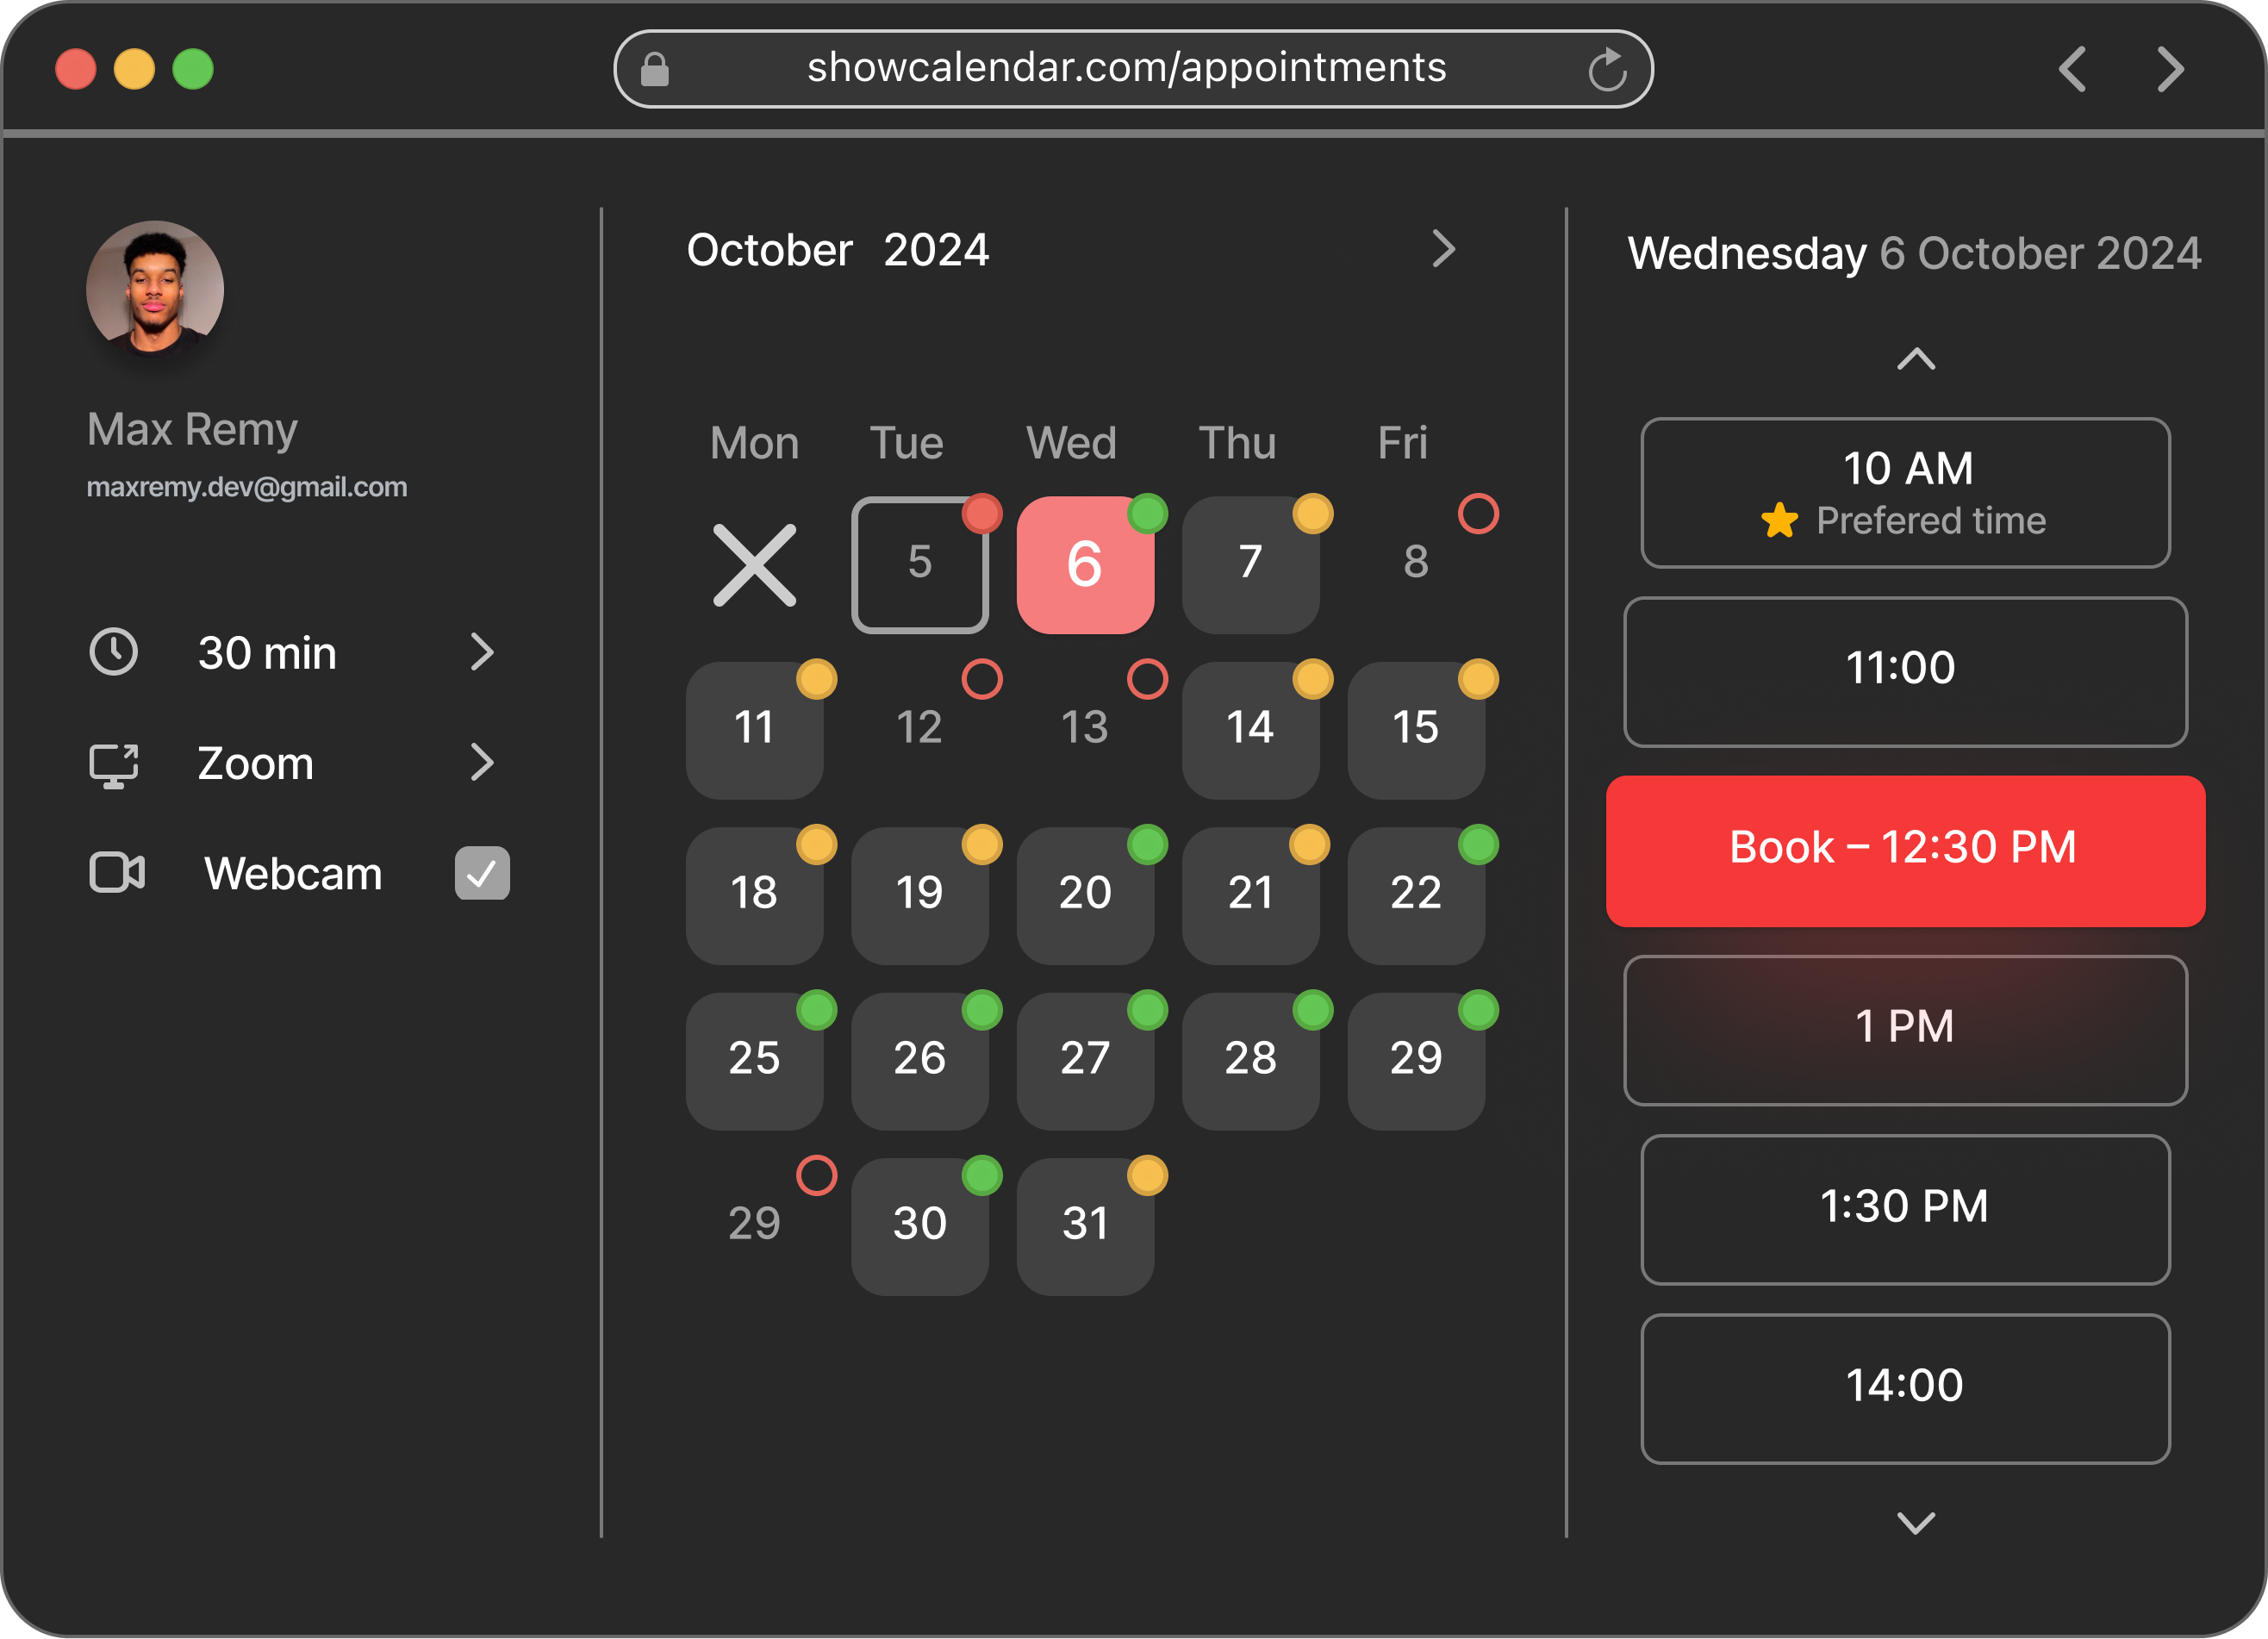 showcalendar.com/appointments
Max Remy
maxremy.dev@gmail.com
30 min
Zoom
Webcam
October 2024
Mon Tue Wed Thu Fri
5 6 7 8
11 12 13 14 15
18 19 20 21 22
25 26 27 28 29
29 30 31
Wednesday 6 October 2024
10 AM
Prefered time
11:00
Book – 12:30 PM
1 PM
1:30 PM
14:00